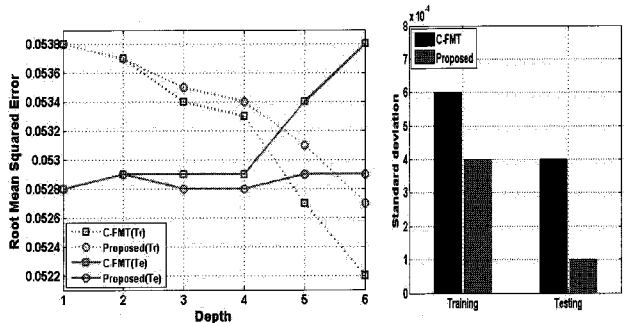 Root Mean Squared Error
0.0538
0.0536
0.0534
0.0532
0.053
0.0528
0.0526
0.0524
0.0522
C-FMT(Tr)
Proposed(Tr)
C-FMT(Te)
Proposed(Te)
1 2 3 4 5 6
Depth
x 10⁻⁴
Standard deviation
8
7
6
5
4
3
2
1
0
C-FMT
Proposed
Training Testing